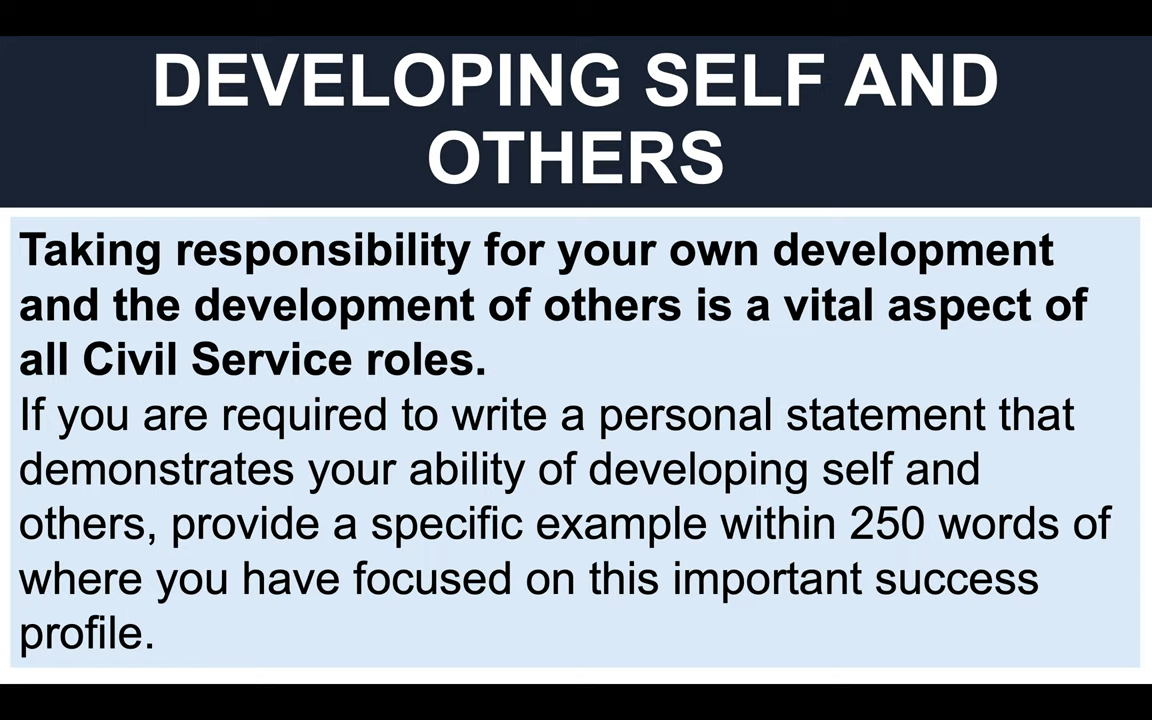 DEVELOPING SELF AND
OTHERS
Taking responsibility for your own development
and the development of others is a vital aspect of
all Civil Service roles.
If you are required to write a personal statement that
demonstrates your ability of developing self and
others, provide a specific example within 250 words of
where you have focused on this important success
profile.